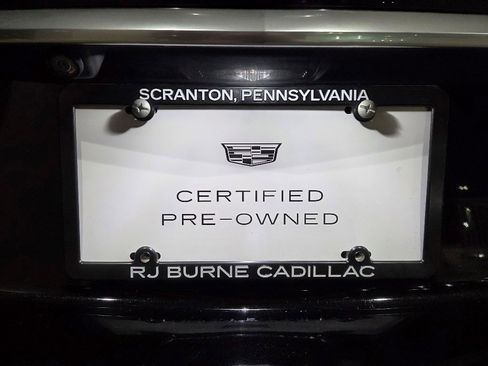 SCRANTON, PENNSYLVANIA
CERTIFIED
PRE-OWNED
RJ BURNE CADILLAC